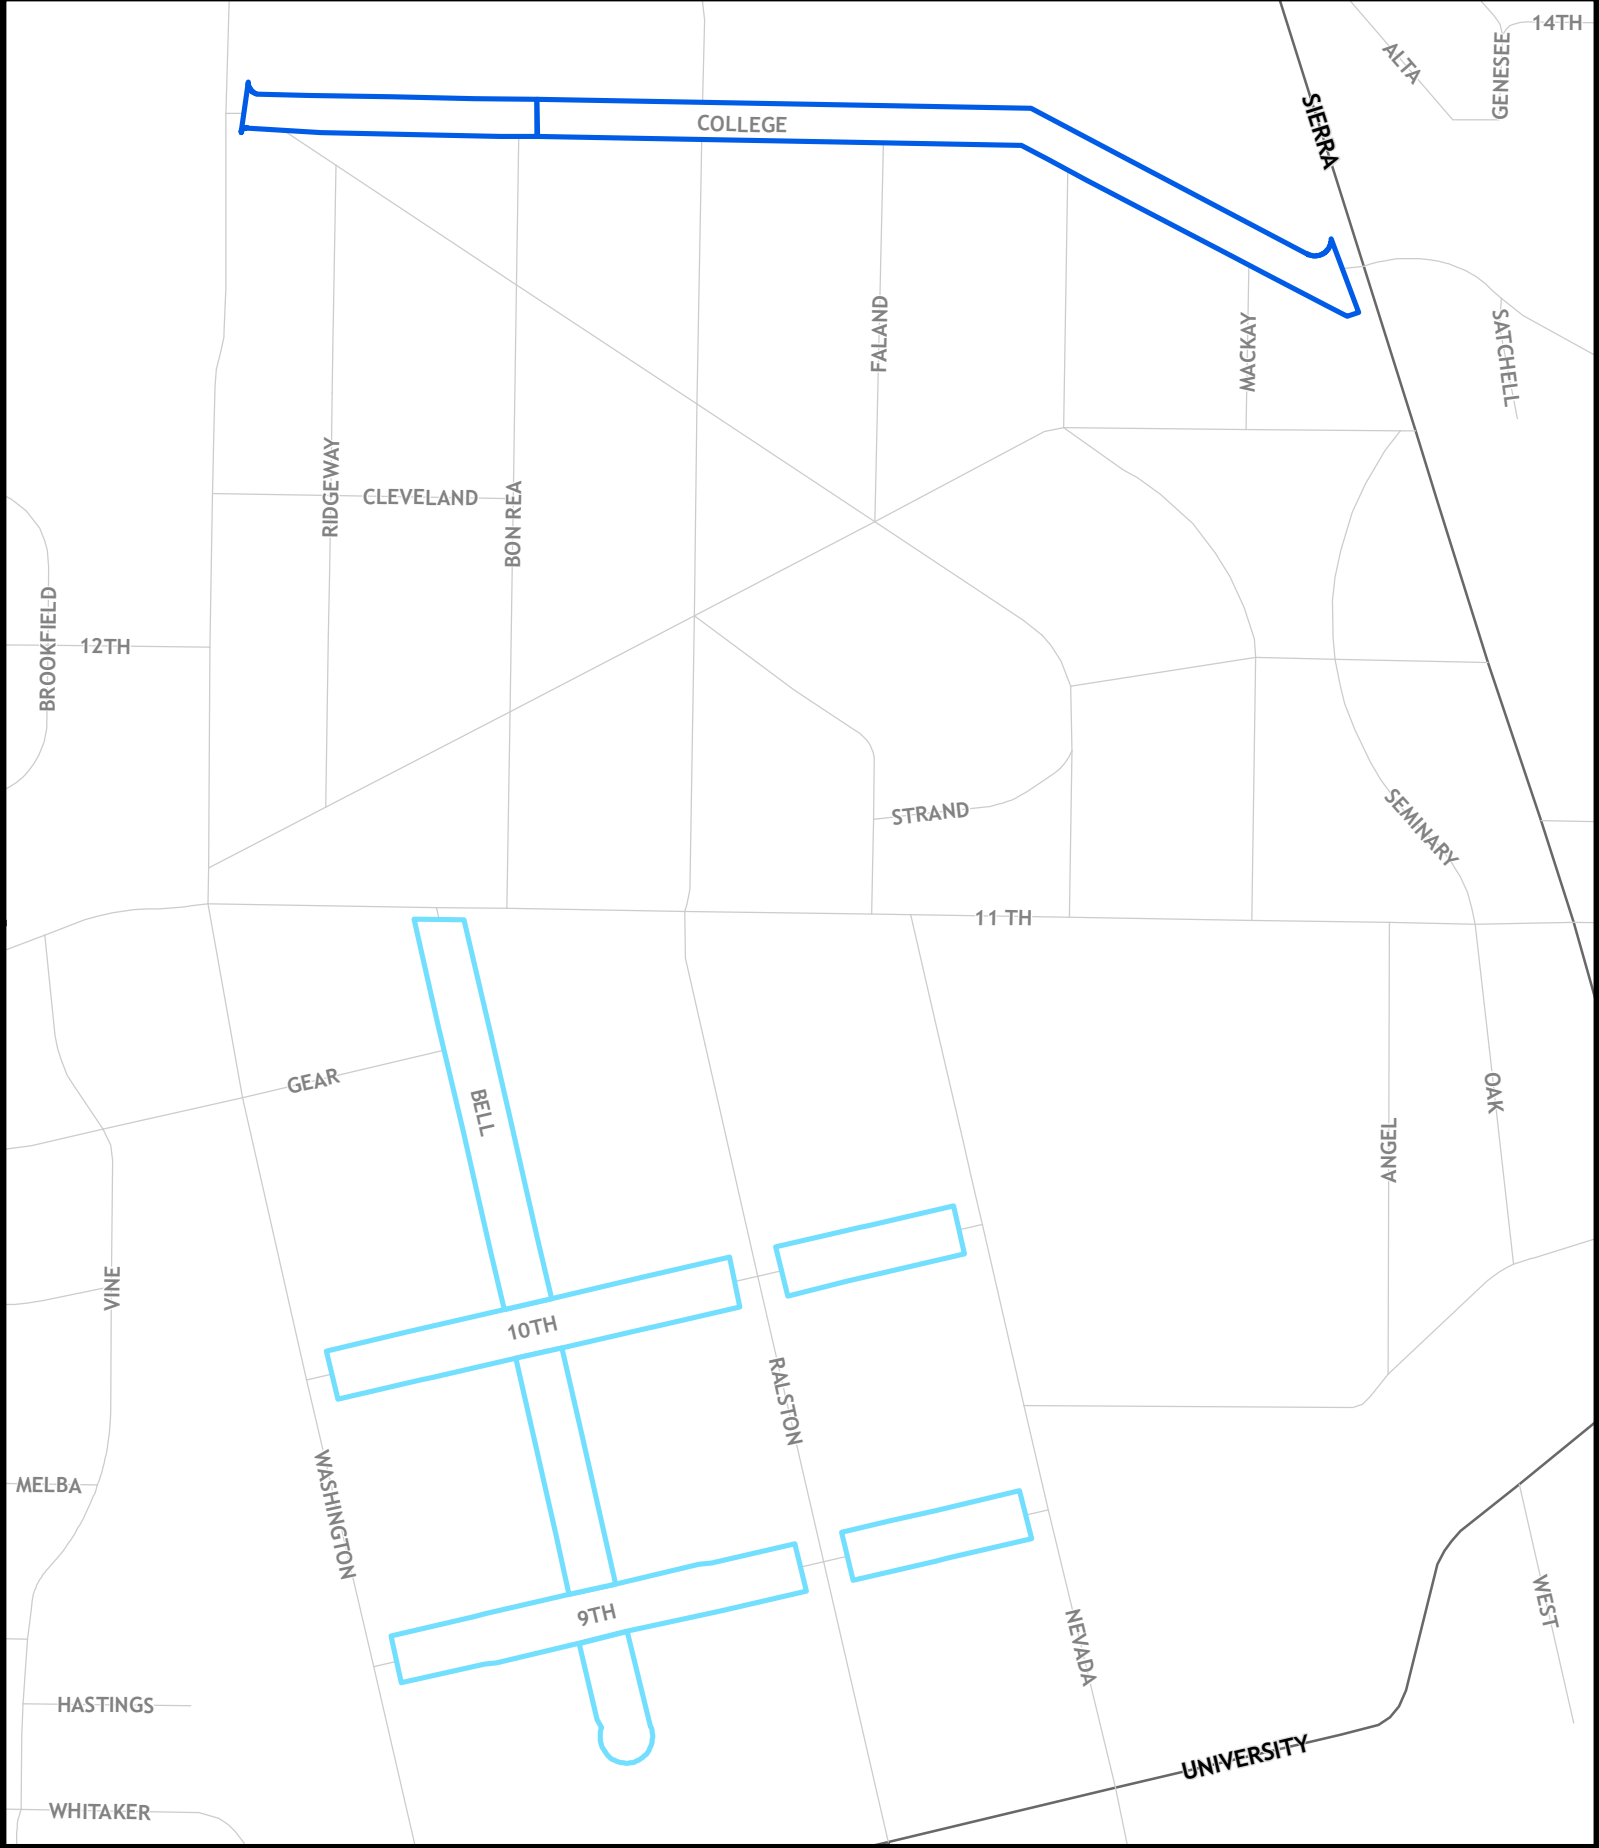 14TH
ALTA
GENESEE
SIERRA
COLLEGE
FALAND
MACKAY
SATCHELL
RIDGEWAY
CLEVELAND
BON REA
BROOKFIELD
12TH
STRAND
SEMINARY
11 TH
GEAR
BELL
OAK
ANGEL
VINE
10TH
RALSTON
MELBA
WASHINGTON
9TH
WEST
NEVADA
HASTINGS
UNIVERSITY
WHITAKER